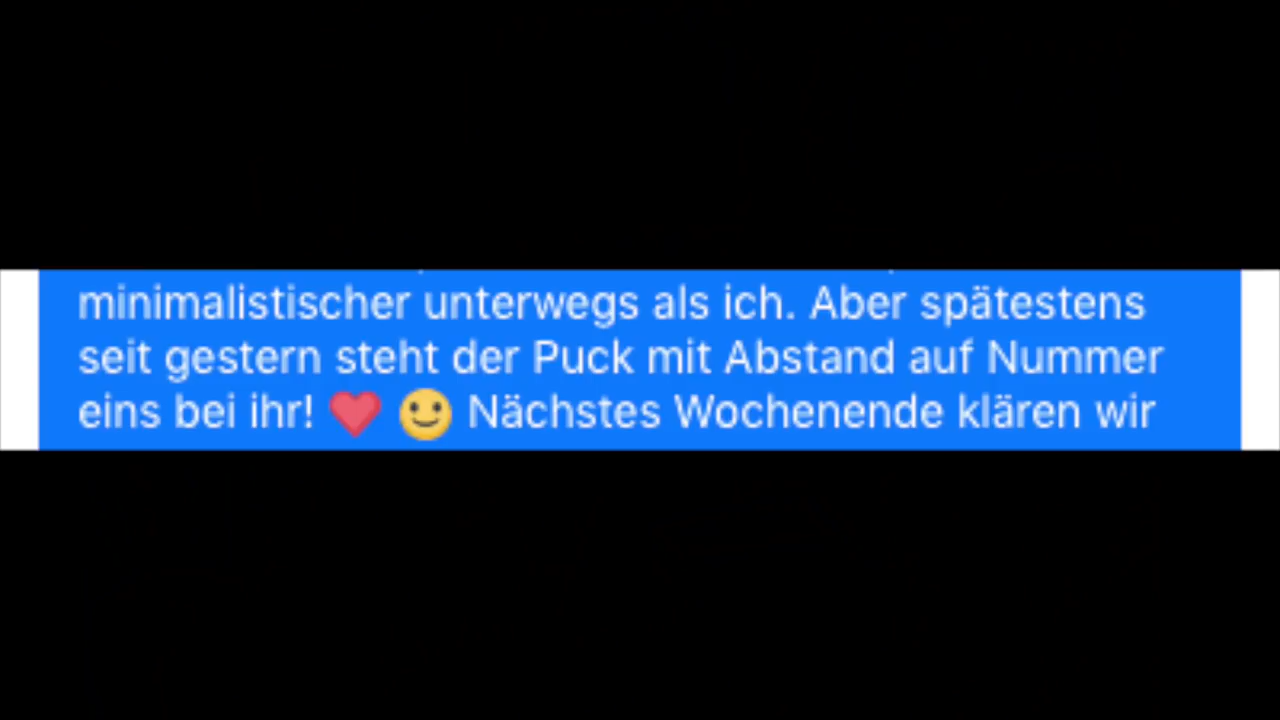 minimalistischer unterwegs als ich. Aber spätestens
seit gestern steht der Puck mit Abstand auf Nummer
eins bei ihr! ❤️ 🙂 Nächstes Wochenende klären wir